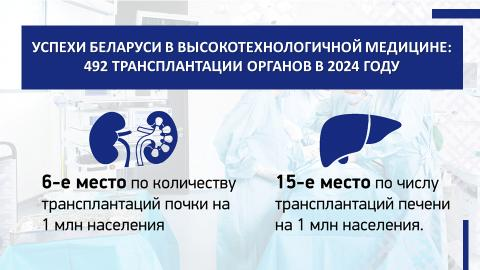 УСПЕХИ БЕЛАРУСИ В ВЫСОКОТЕХНОЛОГИЧНОЙ МЕДИЦИНЕ:
492 ТРАНСПЛАНТАЦИИ ОРГАНОВ В 2024 ГОДУ
6-е место по количеству
трансплантаций почки на
1 млн населения
15-е место по числу
трансплантаций печени
на 1 млн населения.